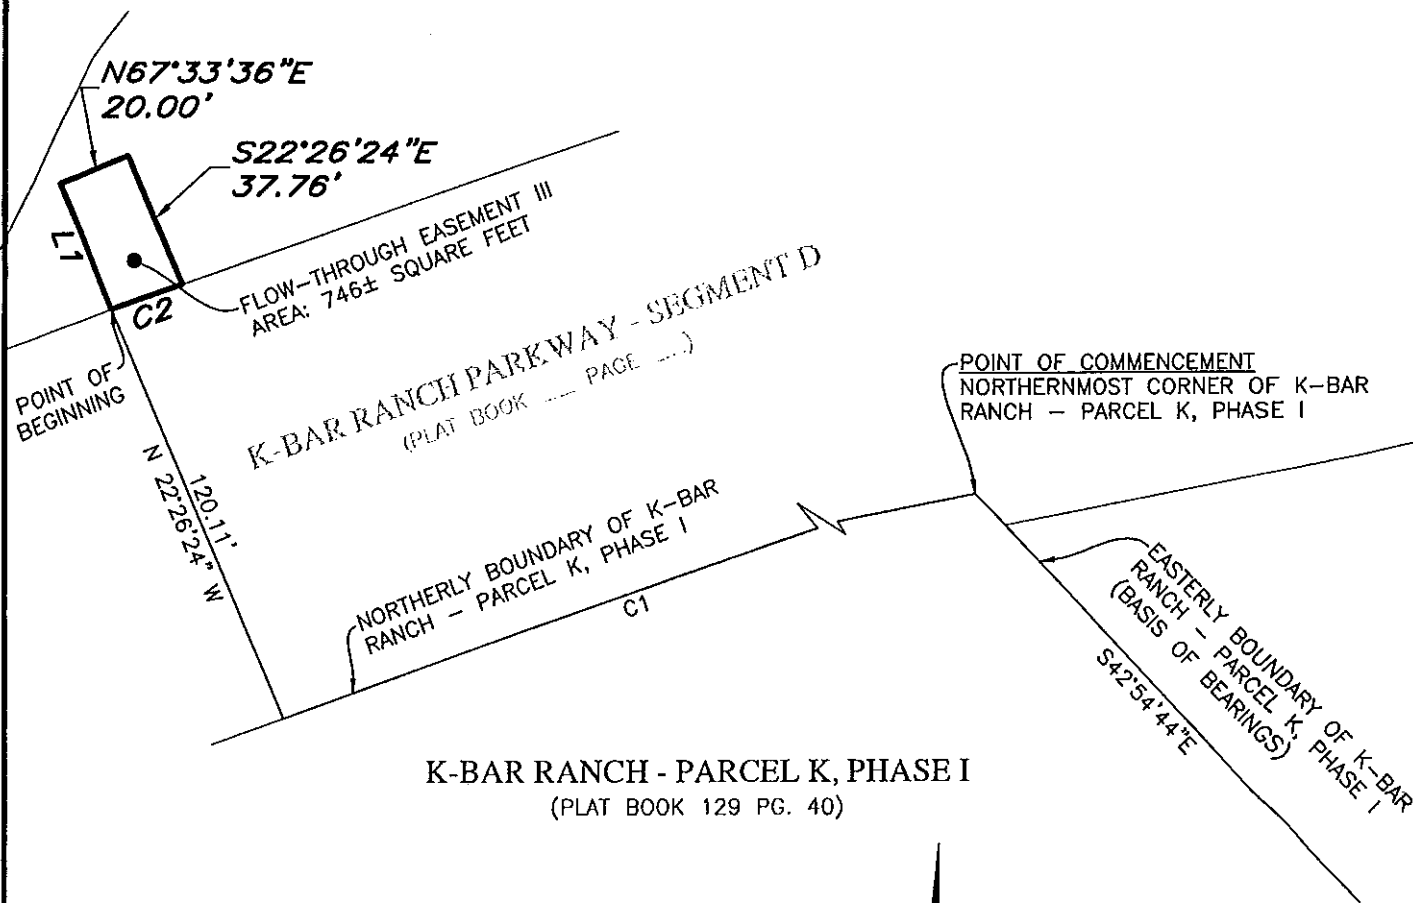 N67°33'36"E
20.00'
S22°26'24"E
37.76'
L1
C2
FLOW-THROUGH EASEMENT III
AREA: 746± SQUARE FEET
POINT OF
BEGINNING
K-BAR RANCH PARKWAY - SEGMENT D
(PLAT BOOK ___ PAGE ___)
POINT OF COMMENCEMENT
NORTHERNMOST CORNER OF K-BAR
RANCH - PARCEL K, PHASE I
120.11'
N 22°26'24" W
NORTHERLY BOUNDARY OF K-BAR
RANCH - PARCEL K, PHASE I
C1
EASTERLY BOUNDARY OF K-BAR
RANCH - PARCEL K, PHASE I
(BASIS OF BEARINGS)
S42°54'44"E
K-BAR RANCH - PARCEL K, PHASE I
(PLAT BOOK 129 PG. 40)